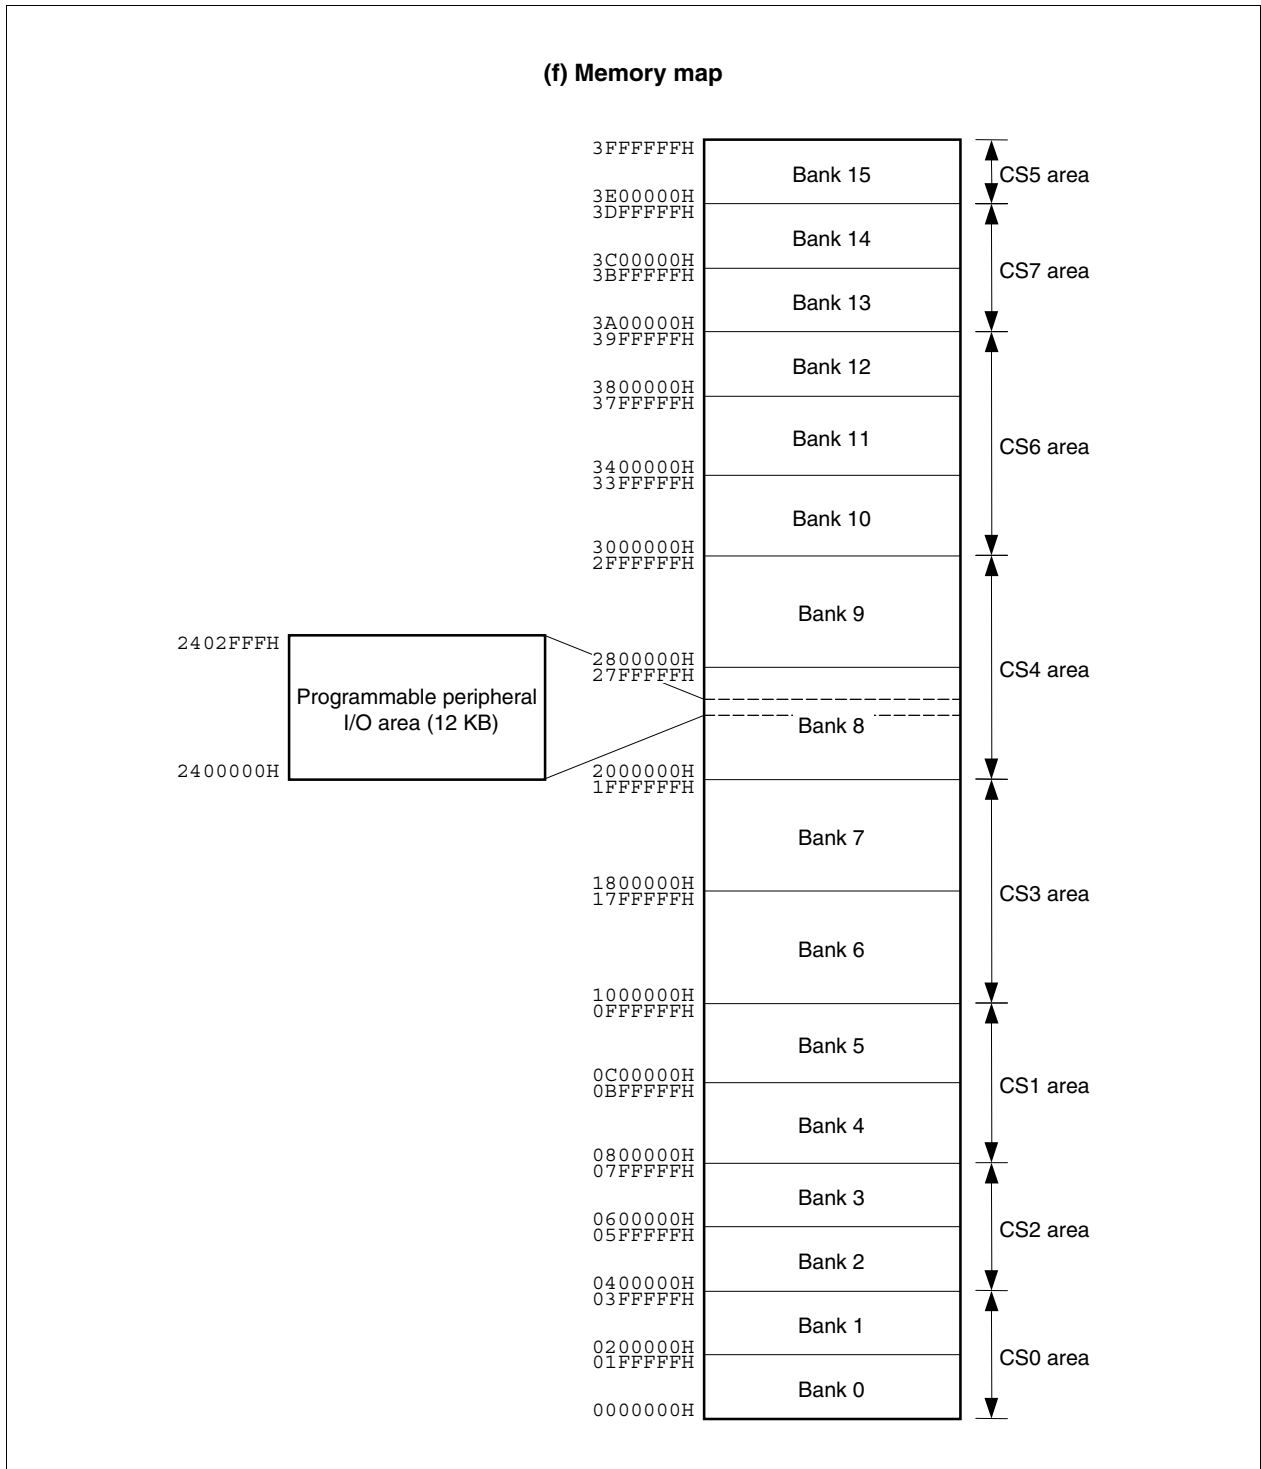 (f) Memory map
3FFFFFFH
Bank 15
CS5 area
3E00000H
3DFFFFFH
Bank 14
3C00000H
3BFFFFFH
CS7 area
Bank 13
3A00000H
39FFFFFH
Bank 12
3800000H
37FFFFFH
Bank 11
CS6 area
3400000H
33FFFFFH
Bank 10
3000000H
2FFFFFFH
Bank 9
2402FFFH
2800000H
27FFFFFH
CS4 area
Programmable peripheral
I/O area (12 KB)
Bank 8
2400000H
2000000H
1FFFFFFH
Bank 7
1800000H
17FFFFFH
CS3 area
Bank 6
1000000H
0FFFFFFH
Bank 5
0C00000H
0BFFFFFH
CS1 area
Bank 4
0800000H
07FFFFFH
Bank 3
0600000H
05FFFFFH
CS2 area
Bank 2
0400000H
03FFFFFH
Bank 1
0200000H
01FFFFFH
CS0 area
Bank 0
0000000H